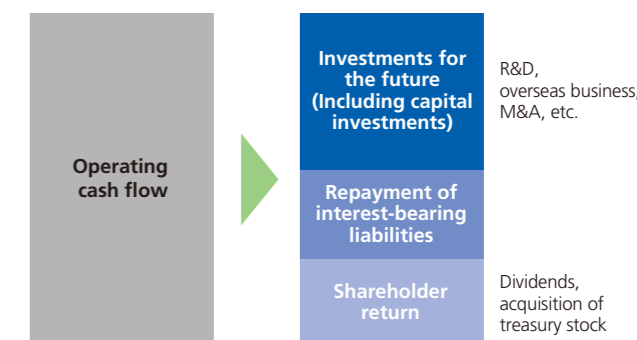 Operating
cash flow
Investments for
the future
(Including capital
investments)
R&D,
overseas business,
M&A, etc.
Repayment of
interest-bearing
liabilities
Shareholder
return
Dividends,
acquisition of
treasury stock